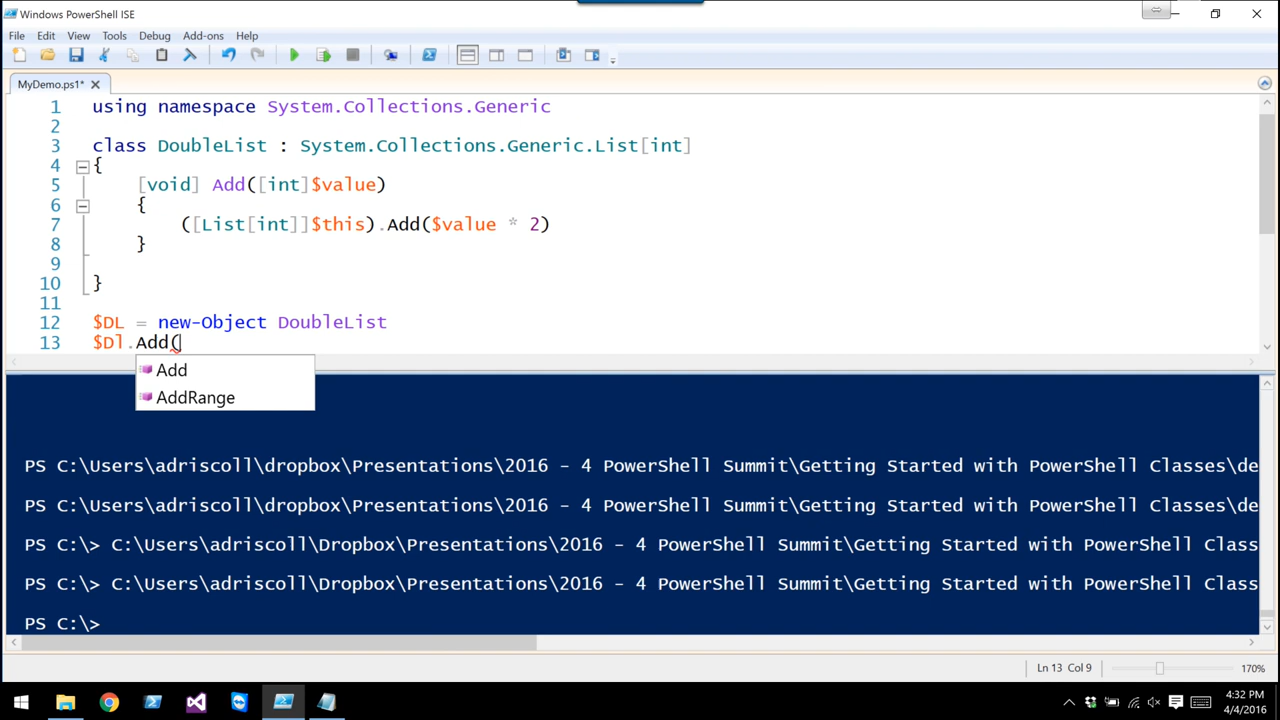 Windows PowerShell ISE
File Edit View Tools Debug Add-ons Help
MyDemo.ps1*
1 using namespace System.Collections.Generic
2
3 class DoubleList : System.Collections.Generic.List[int]
4 {
5 [void] Add([int]$value)
6 {
7 ([List[int]]$this).Add($value * 2)
8 }
9
10 }
11
12 $DL = new-Object DoubleList
13 $Dl.Add(
Add
AddRange
PS C:\Users\adriscoll\dropbox\Presentations\2016 - 4 PowerShell Summit\Getting Started with PowerShell Classes\de
PS C:\Users\adriscoll\dropbox\Presentations\2016 - 4 PowerShell Summit\Getting Started with PowerShell Classes\de
PS C:\> C:\Users\adriscoll\Dropbox\Presentations\2016 - 4 PowerShell Summit\Getting Started with PowerShell Class
PS C:\> C:\Users\adriscoll\Dropbox\Presentations\2016 - 4 PowerShell Summit\Getting Started with PowerShell Class
PS C:\>
Ln 13 Col 9 170%
4:32 PM
4/4/2016